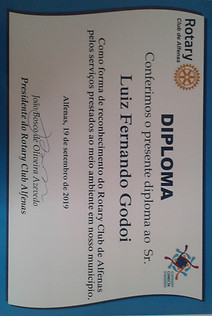 Rotary
Club de Alfenas
DIPLOMA
Conferimos o presente diploma ao Sr.
Luiz Fernando Godoi
Como forma de reconhecimento do Rotary Club de Alfenas
pelos serviços prestados ao meio ambiente em nosso município,
Alfenas, 19 de setembro de 2019
João Bosco de Oliveira Azevedo
Presidente do Rotary Club Alfenas